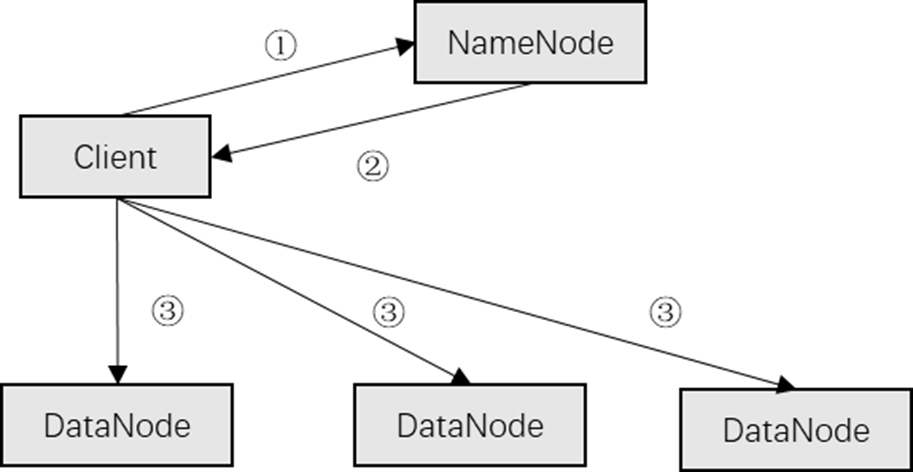 ①
NameNode
Client
②
③
③
③
DataNode
DataNode
DataNode